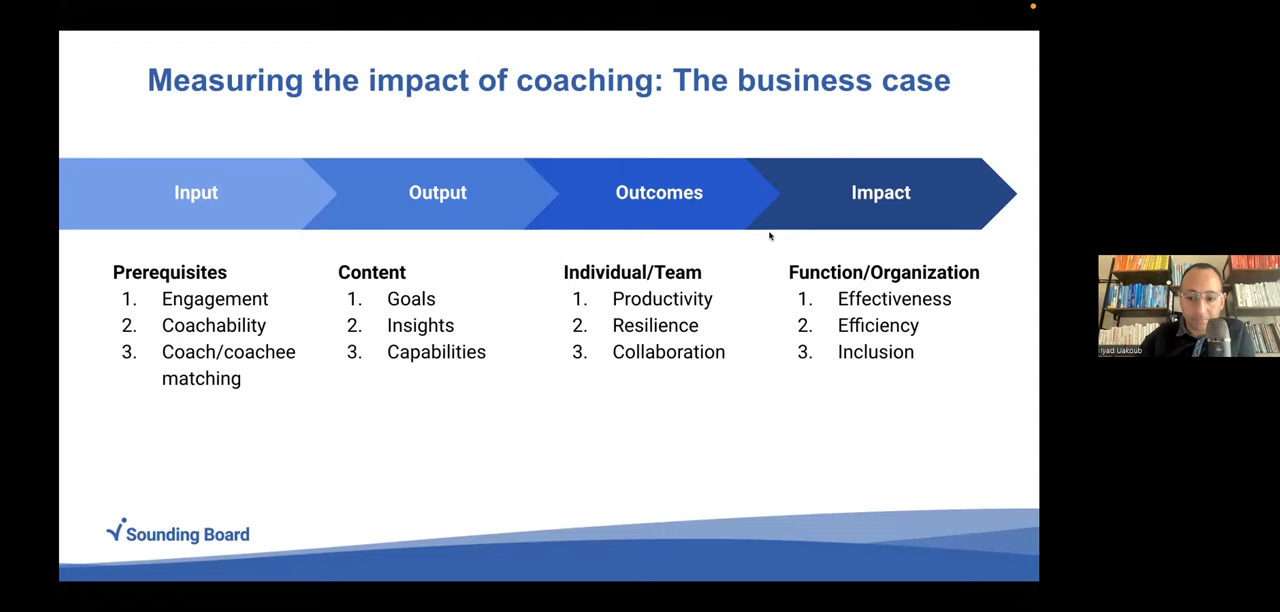 Measuring the impact of coaching: The business case
Input
Output
Outcomes
Impact
Prerequisites
1. Engagement
2. Coachability
3. Coach/coachee
matching
Content
1. Goals
2. Insights
3. Capabilities
Individual/Team
1. Productivity
2. Resilience
3. Collaboration
Function/Organization
1. Effectiveness
2. Efficiency
3. Inclusion
Sounding Board
Iyad Uakoub